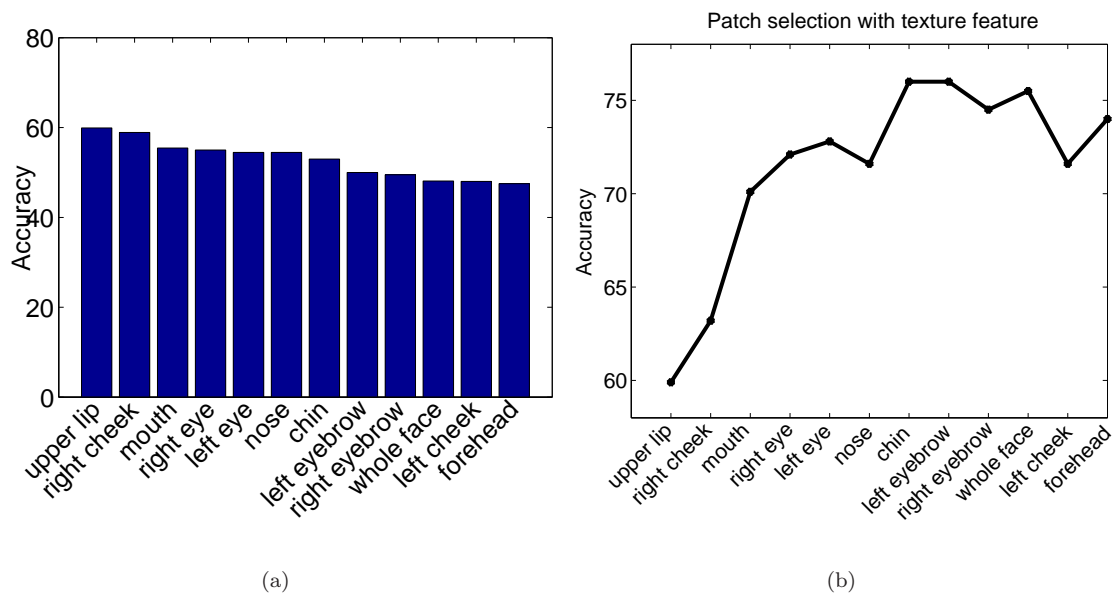 80
60
40
20
0
Accuracy
upper lip
right cheek
mouth
right eye
left eye
nose
chin
left eyebrow
right eyebrow
whole face
left cheek
forehead
(a)
Patch selection with texture feature
75
70
65
60
Accuracy
upper lip
right cheek
mouth
right eye
left eye
nose
chin
left eyebrow
right eyebrow
whole face
left cheek
forehead
(b)